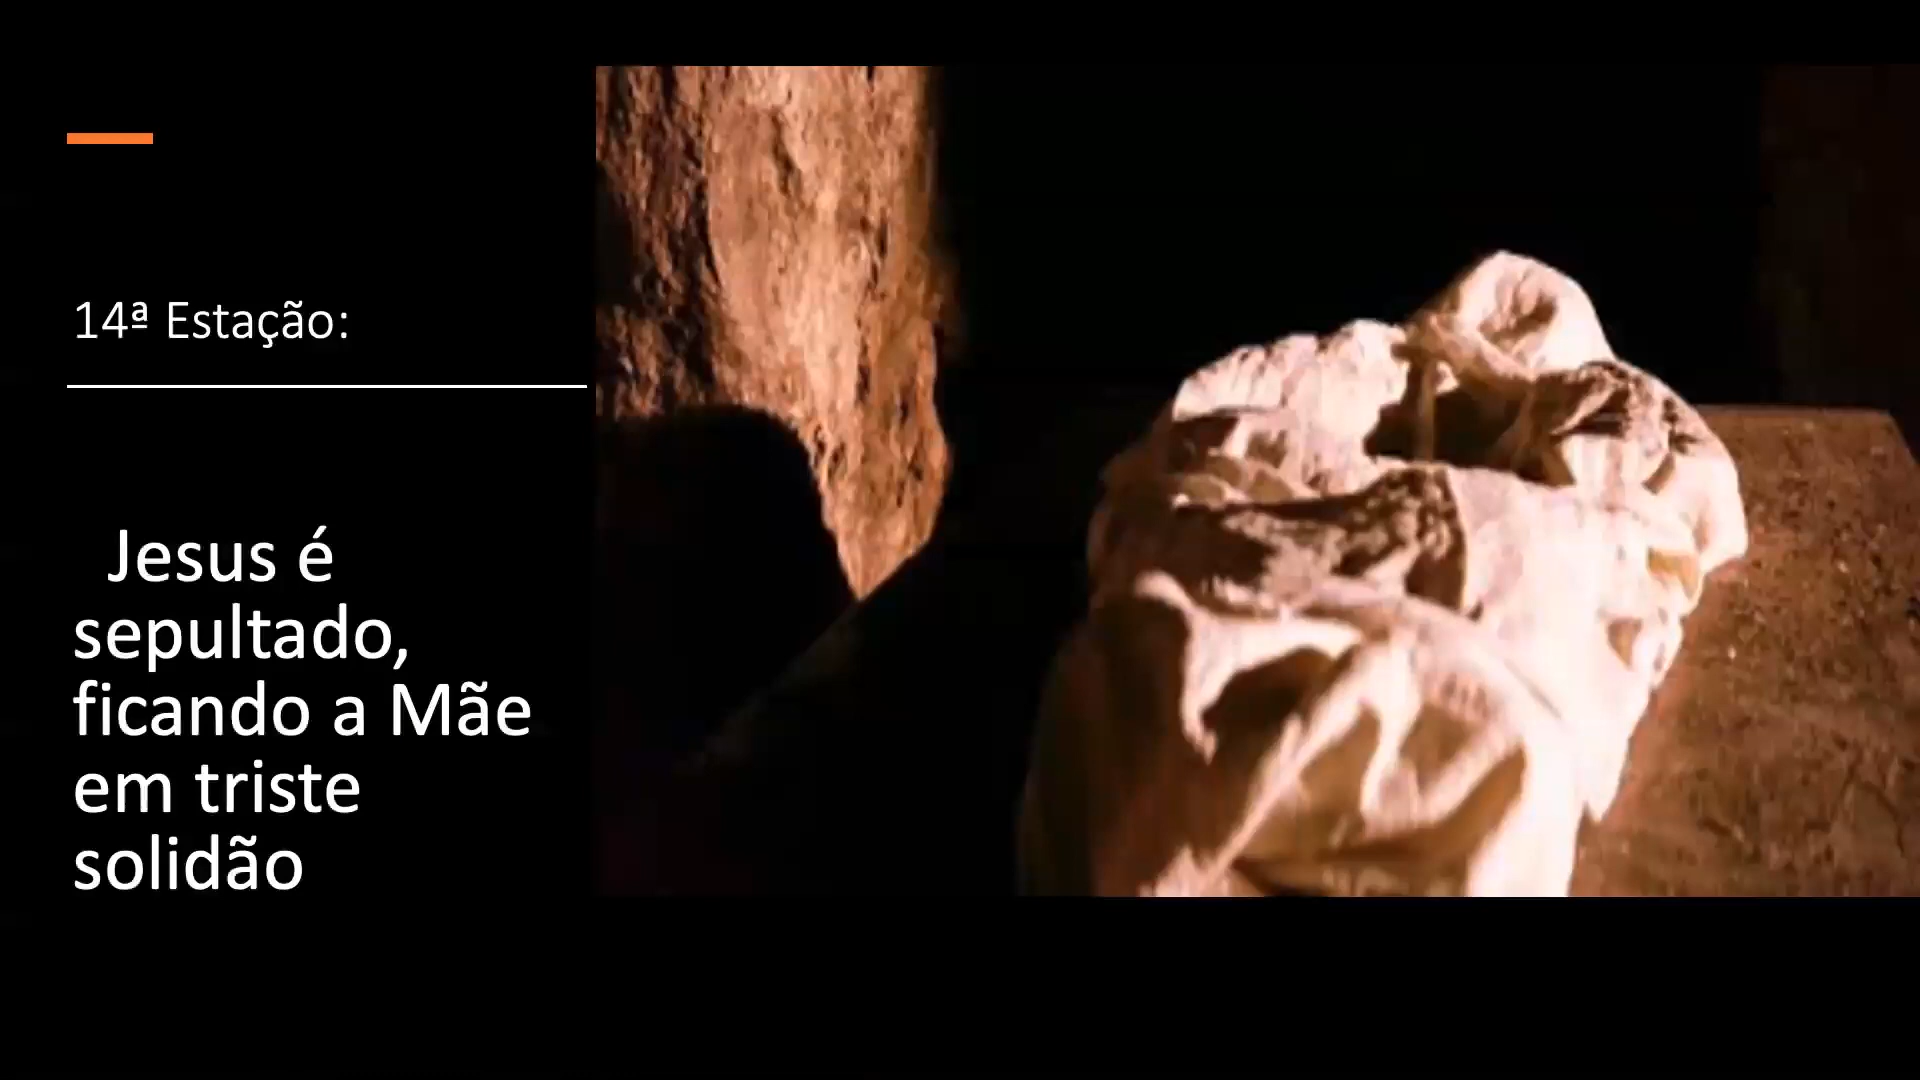 14ª Estação:
Jesus é
sepultado,
ficando a Mãe
em triste
solidão